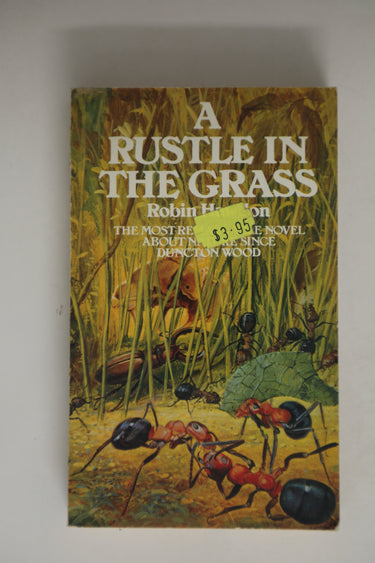 A
RUSTLE IN
THE GRASS
Robin
$3.95
THE MOST NOVEL
ABOUT SINCE
DUNCTON WOOD